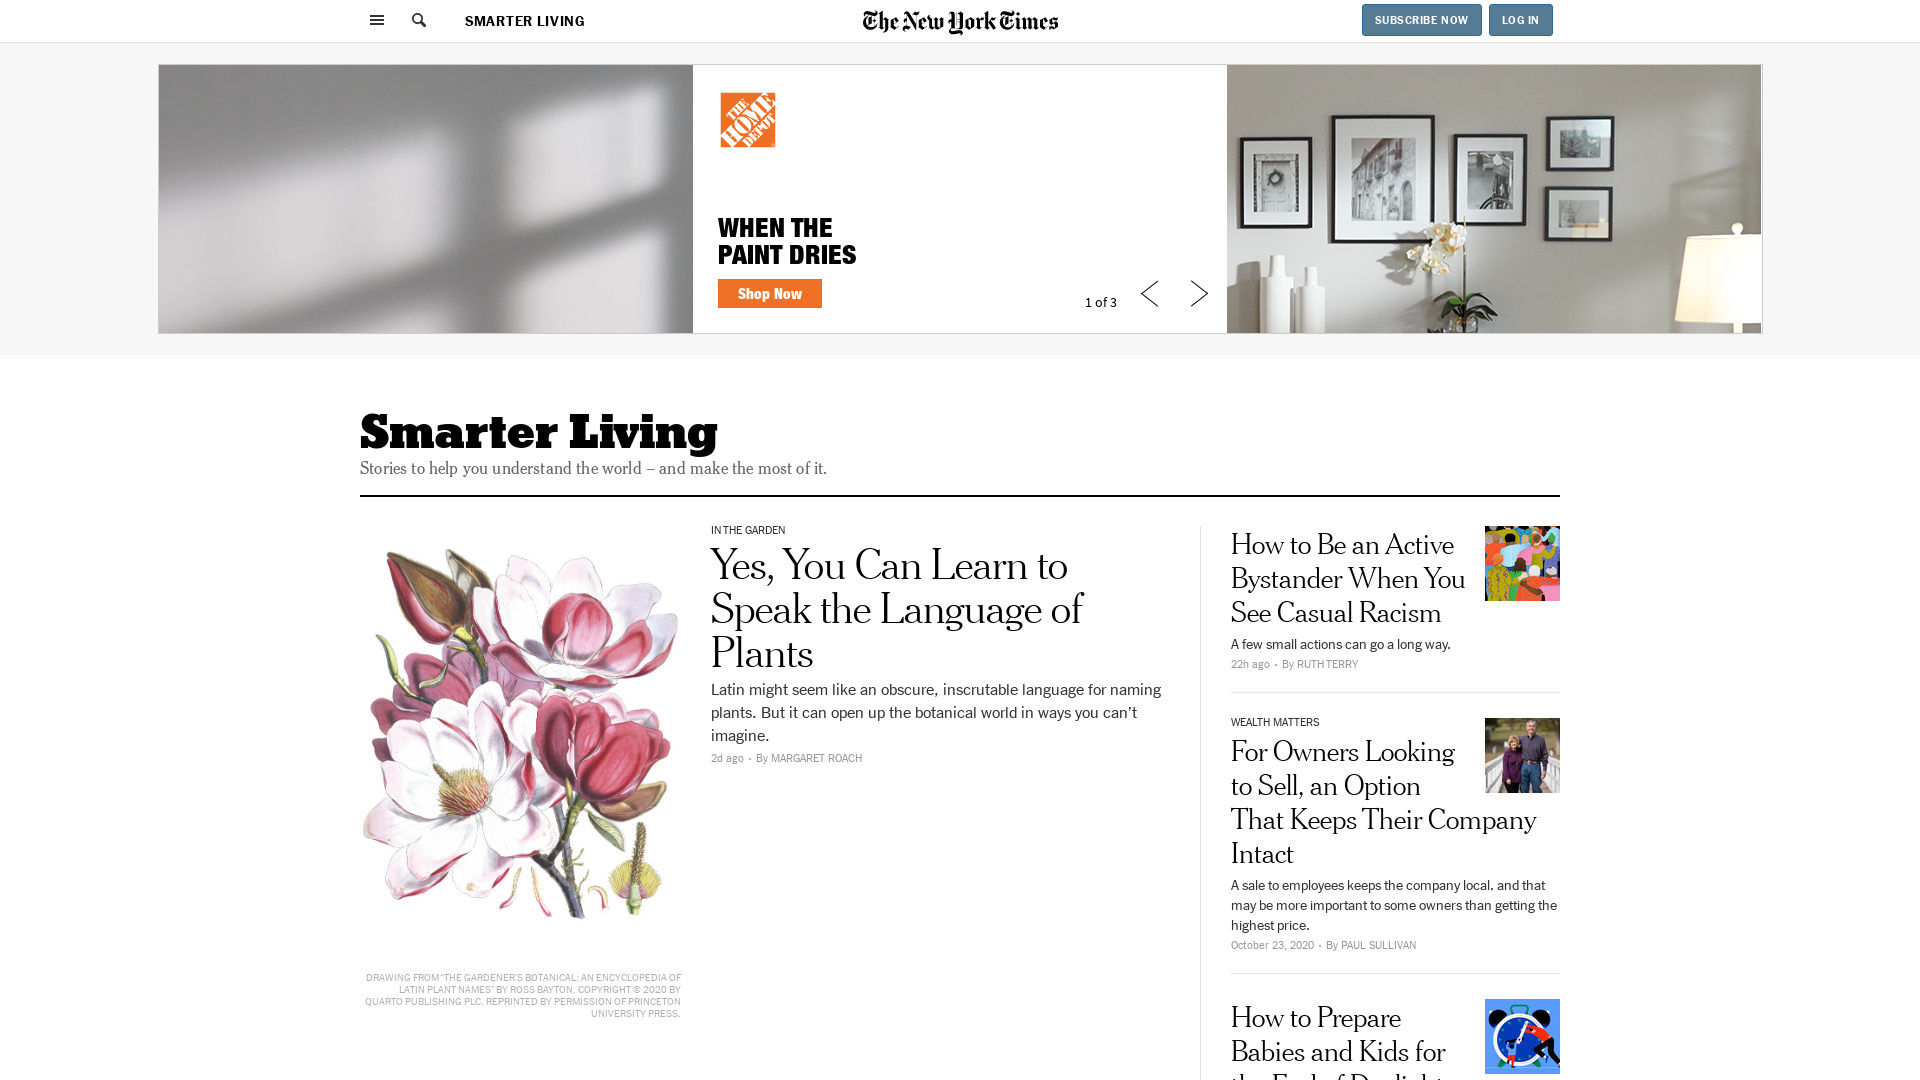 SMARTER LIVING
The New York Times
SUBSCRIBE NOW
LOG IN
THE HOME DEPOT
WHEN THE
PAINT DRIES
Shop Now
1 of 3
Smarter Living
Stories to help you understand the world – and make the most of it.
IN THE GARDEN
Yes, You Can Learn to
Speak the Language of
Plants
Latin might seem like an obscure, inscrutable language for naming
plants. But it can open up the botanical world in ways you can’t
imagine.
2d ago • By MARGARET ROACH
DRAWING FROM “THE GARDENER’S BOTANICAL: AN ENCYCLOPEDIA OF
LATIN PLANT NAMES” BY ROSS BAYTON. COPYRIGHT © 2020 BY
QUARTO PUBLISHING PLC. REPRINTED BY PERMISSION OF PRINCETON
UNIVERSITY PRESS.
How to Be an Active
Bystander When You
See Casual Racism
A few small actions can go a long way.
22h ago • By RUTH TERRY
WEALTH MATTERS
For Owners Looking
to Sell, an Option
That Keeps Their Company
Intact
A sale to employees keeps the company local, and that
may be more important to some owners than getting the
highest price.
October 23, 2020 • By PAUL SULLIVAN
How to Prepare
Babies and Kids for
the End of Daylight